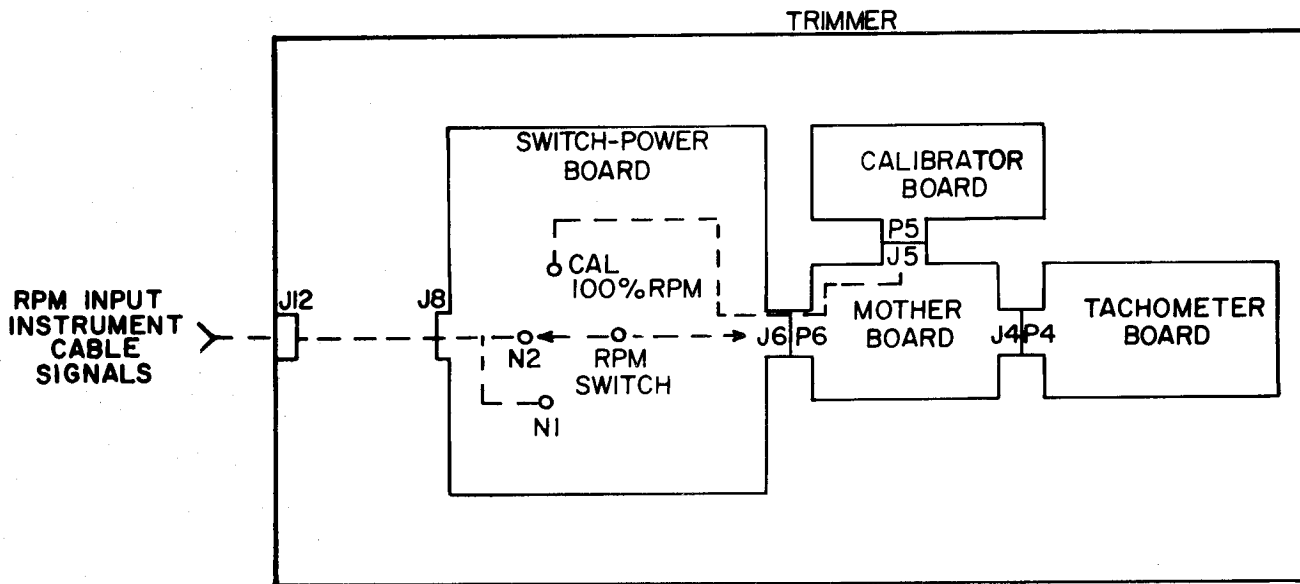 TRIMMER
SWITCH-POWER
BOARD
CALIBRATOR
BOARD
P5
J5
CAL
100% RPM
RPM INPUT
INSTRUMENT
CABLE
SIGNALS
J12
J8
N2
RPM
SWITCH
N1
J6
P6
MOTHER
BOARD
J4
P4
TACHOMETER
BOARD